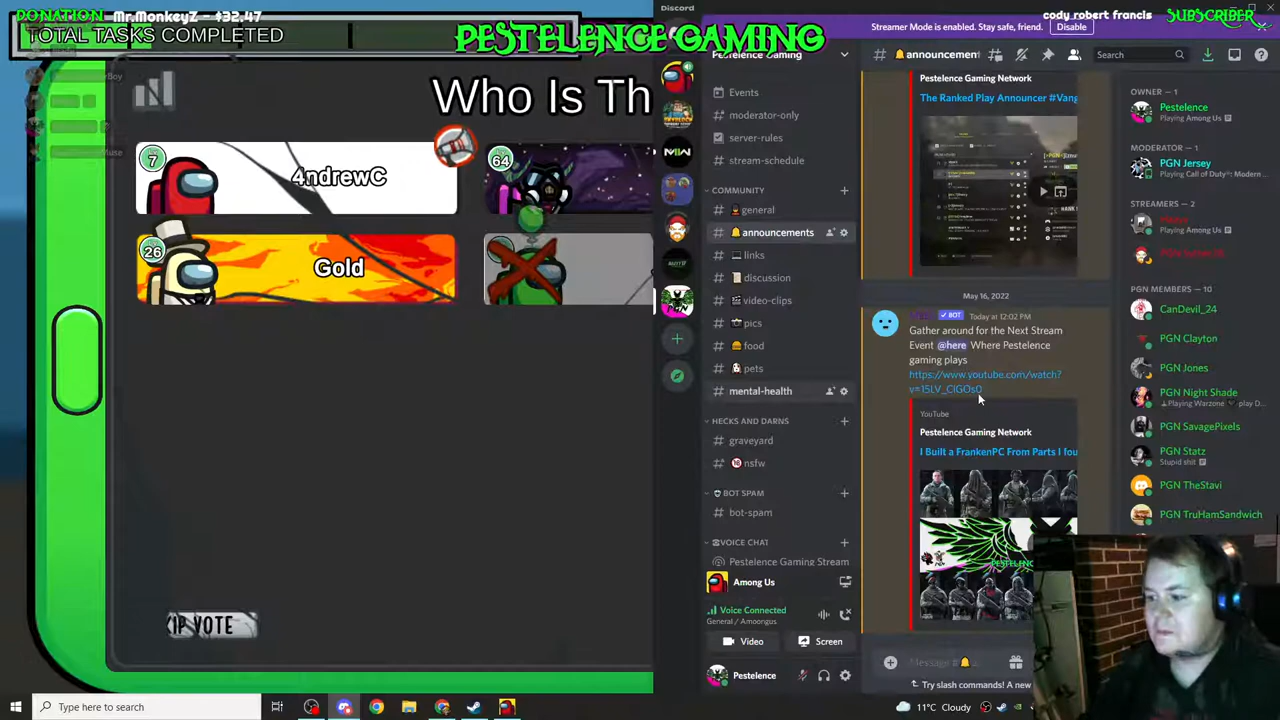 DONATION Mr.MonkeyZ - $32.47
TOTAL TASKS COMPLETED
PESTELENCE GAMING
cody robert francis SUBSCRIBER
Who Is Th
7
4ndrewC
64
26
Gold
KIP VOTE
Discord
Streamer Mode is enabled. Stay safe, friend. Disable
Pestelence Gaming
Events
moderator-only
server-rules
stream-schedule
COMMUNITY
general
announcements
links
discussion
video-clips
pics
food
pets
mental-health
HECKS AND DARNS
graveyard
nsfw
BOT SPAM
bot-spam
VOICE CHAT
Pestelence Gaming Stream
Among Us
Voice Connected
General / Amoongus
Video Screen
Pestelence
announcement
Search
Pestelence Gaming Network
The Ranked Play Announcer #Vang
May 16, 2022
BOT Today at 12:02 PM
Gather around for the Next Stream
Event @here Where Pestelence
gaming plays
https://www.youtube.com/watch?
v=15LV_CIGOs0
YouTube
Pestelence Gaming Network
I Built a FrankenPC From Parts I fou
Message #
Try slash commands! A new
OWNER — 1
Pestelence
Playing Among Us
MODERATOR — 1
PGN Jersey
Playing Call of Duty®: Modern ...
STREAMERS — 2
Playing Among Us
PGN MEMBERS — 10
CanDevil_24
PGN Clayton
PGN Jones
PGN Night Shade
Playing Warzone play D...
PGN SavagePixels
PGN Statz
Stupid shit
PGN TheStavi
PGN TruHamSandwich
Type here to search
11°C Cloudy